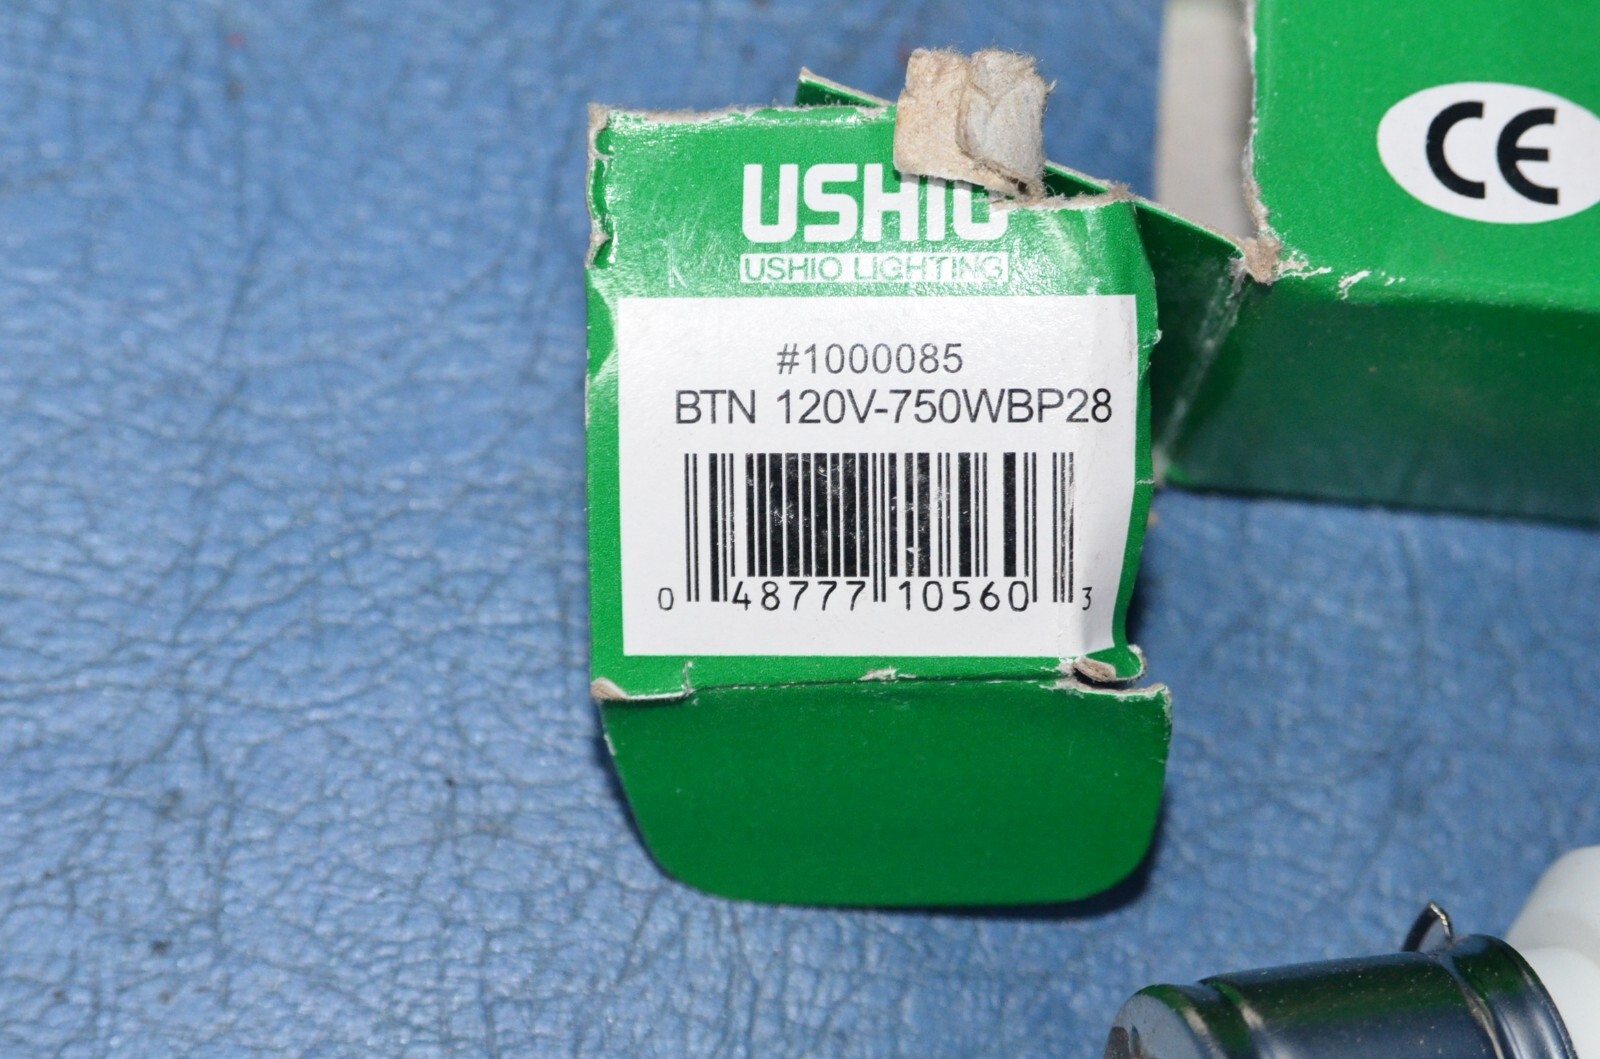 CE
USHIO
USHIO LIGHTING
#1000085
BTN 120V-750WBP28
0 48777 10560 3